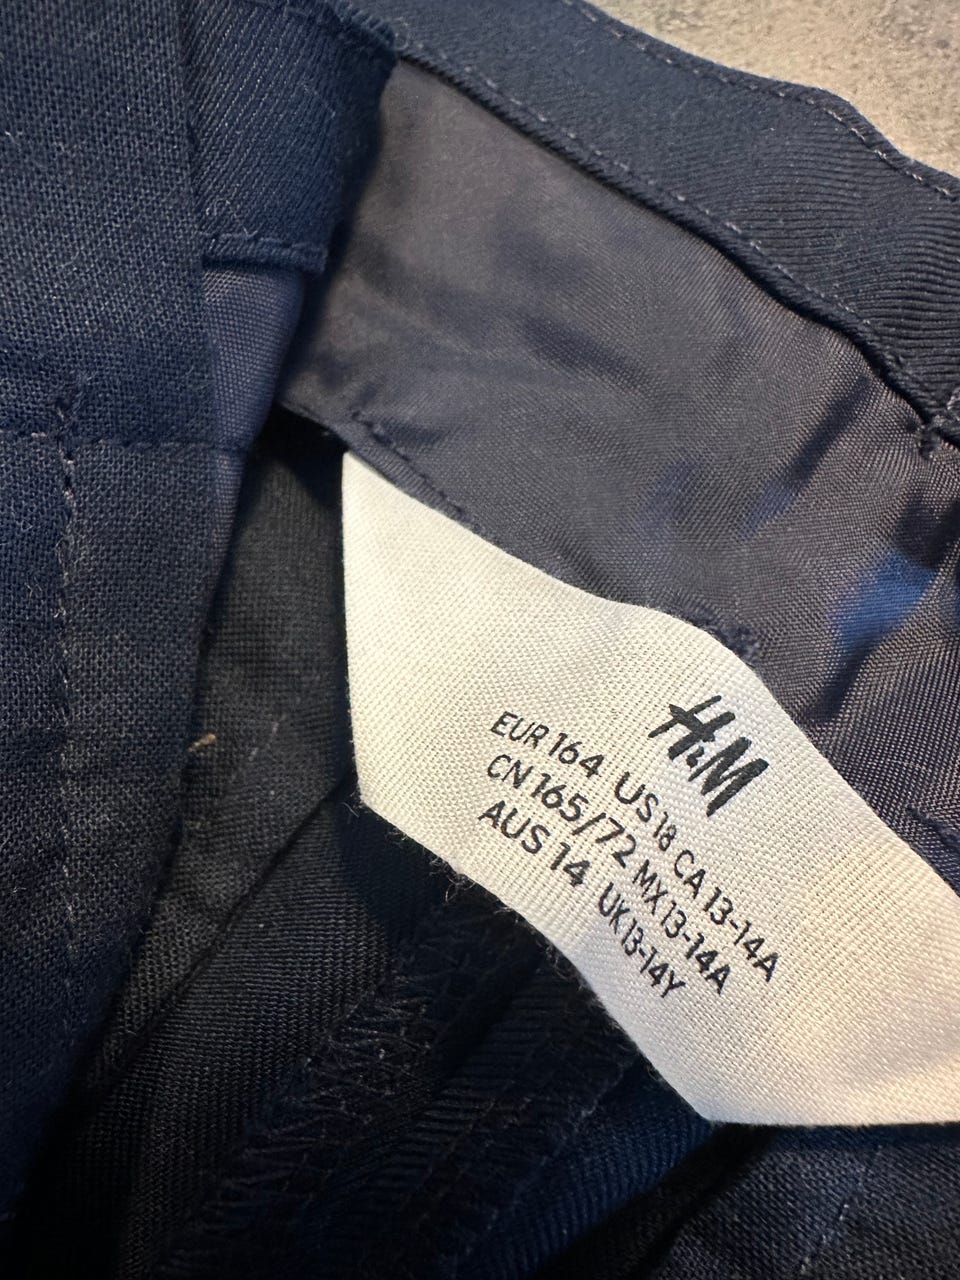 H&M
EUR 164 US 18 CA 13-14A
CN 165/72 MX 13-14A
AUS 14 UK 13-14Y